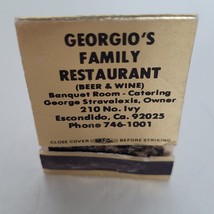 GEORGIO'S
FAMILY
RESTAURANT
(BEER & WINE)
Banquet Room - Catering
George Stravalexis, Owner
210 No. Ivy
Escondido, Ca. 92025
Phone 746-1001
CLOSE COVER BEFORE STRIKING